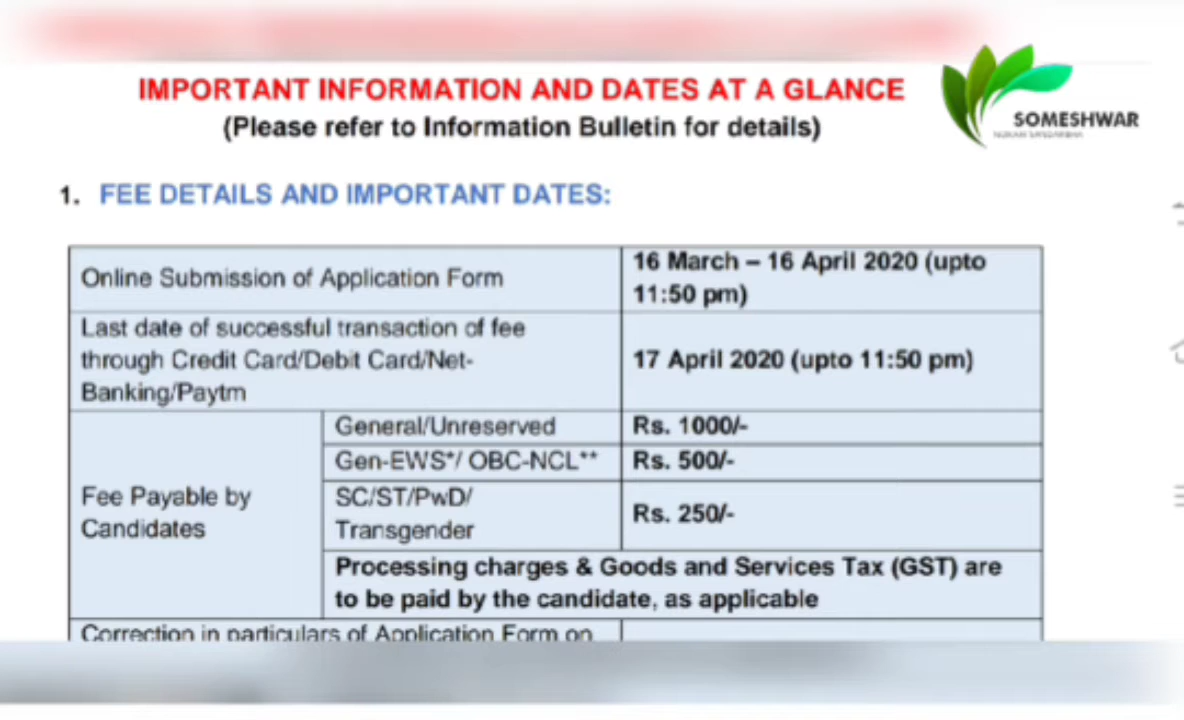 IMPORTANT INFORMATION AND DATES AT A GLANCE
(Please refer to Information Bulletin for details)
SOMESHWAR
1. FEE DETAILS AND IMPORTANT DATES:
Online Submission of Application Form
16 March – 16 April 2020 (upto
11:50 pm)
Last date of successful transaction of fee
through Credit Card/Debit Card/Net-
Banking/Paytm
17 April 2020 (upto 11:50 pm)
Fee Payable by
Candidates
General/Unreserved
Rs. 1000/-
Gen-EWS*/ OBC-NCL**
Rs. 500/-
SC/ST/PwD/
Transgender
Rs. 250/-
Processing charges & Goods and Services Tax (GST) are
to be paid by the candidate, as applicable
Correction in particulars of Application Form on